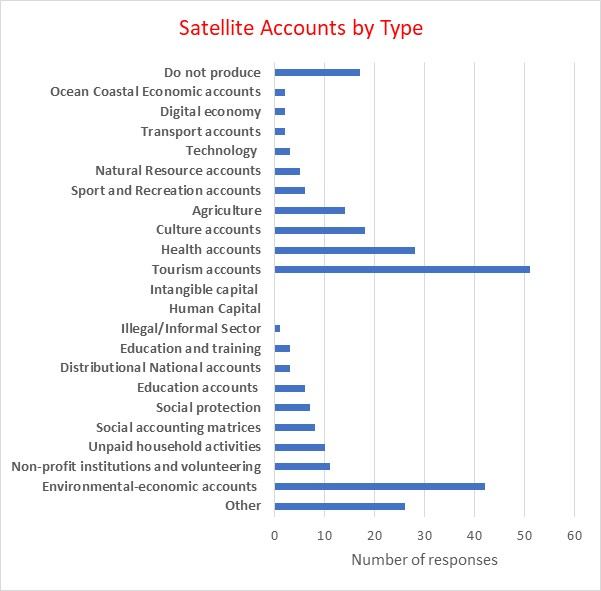 Satellite Accounts by Type
Do not produce
Ocean Coastal Economic accounts
Digital economy
Transport accounts
Technology
Natural Resource accounts
Sport and Recreation accounts
Agriculture
Culture accounts
Health accounts
Tourism accounts
Intangible capital
Human Capital
Illegal/Informal Sector
Education and training
Distributional National accounts
Education accounts
Social protection
Social accounting matrices
Unpaid household activities
Non-profit institutions and volunteering
Environmental-economic accounts
Other
0 10 20 30 40 50 60
Number of responses